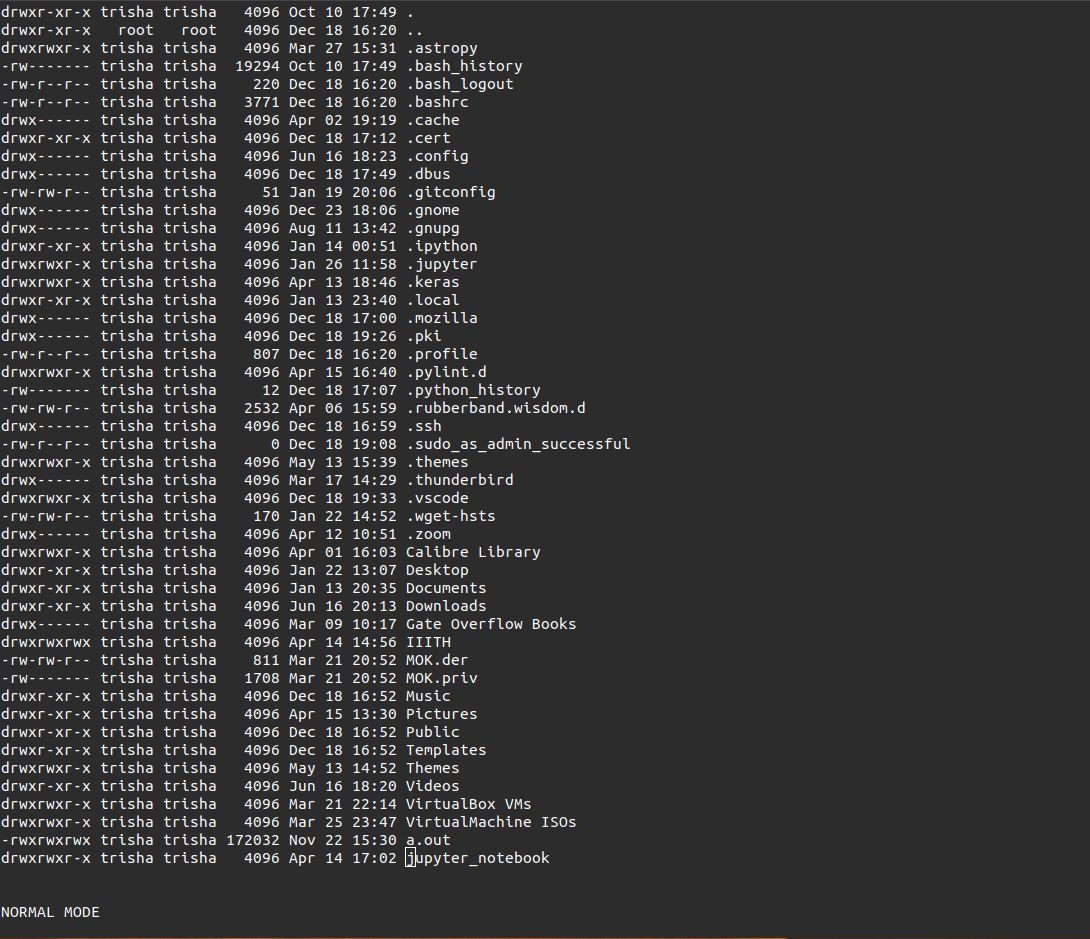 drwxr-xr-x trisha trisha   4096 Oct 10 17:49 .
drwxr-xr-x   root   root   4096 Dec 18 16:20 ..
drwxrwxr-x trisha trisha   4096 Mar 27 15:31 .astropy
-rw------- trisha trisha  19294 Oct 10 17:49 .bash_history
-rw-r--r-- trisha trisha    220 Dec 18 16:20 .bash_logout
-rw-r--r-- trisha trisha   3771 Dec 18 16:20 .bashrc
drwx------ trisha trisha   4096 Apr 02 19:19 .cache
drwxr-xr-x trisha trisha   4096 Dec 18 17:12 .cert
drwx------ trisha trisha   4096 Jun 16 18:23 .config
drwx------ trisha trisha   4096 Dec 18 17:49 .dbus
-rw-rw-r-- trisha trisha     51 Jan 19 20:06 .gitconfig
drwx------ trisha trisha   4096 Dec 23 18:06 .gnome
drwx------ trisha trisha   4096 Aug 11 13:42 .gnupg
drwxr-xr-x trisha trisha   4096 Jan 14 00:51 .ipython
drwxrwxr-x trisha trisha   4096 Jan 26 11:58 .jupyter
drwxrwxr-x trisha trisha   4096 Apr 13 18:46 .keras
drwxr-xr-x trisha trisha   4096 Jan 13 23:40 .local
drwx------ trisha trisha   4096 Dec 18 17:00 .mozilla
drwx------ trisha trisha   4096 Dec 18 19:26 .pki
-rw-r--r-- trisha trisha    807 Dec 18 16:20 .profile
drwxrwxr-x trisha trisha   4096 Apr 15 16:40 .pylint.d
-rw------- trisha trisha     12 Dec 18 17:07 .python_history
-rw-rw-r-- trisha trisha   2532 Apr 06 15:59 .rubberband.wisdom.d
drwx------ trisha trisha   4096 Dec 18 16:59 .ssh
-rw-r--r-- trisha trisha      0 Dec 18 19:08 .sudo_as_admin_successful
drwxrwxr-x trisha trisha   4096 May 13 15:39 .themes
drwx------ trisha trisha   4096 Mar 17 14:29 .thunderbird
drwxrwxr-x trisha trisha   4096 Dec 18 19:33 .vscode
-rw-rw-r-- trisha trisha    170 Jan 22 14:52 .wget-hsts
drwx------ trisha trisha   4096 Apr 12 10:51 .zoom
drwxrwxr-x trisha trisha   4096 Apr 01 16:03 Calibre Library
drwxr-xr-x trisha trisha   4096 Jan 22 13:07 Desktop
drwxr-xr-x trisha trisha   4096 Jan 13 20:35 Documents
drwxr-xr-x trisha trisha   4096 Jun 16 20:13 Downloads
drwx------ trisha trisha   4096 Mar 09 10:17 Gate Overflow Books
drwxrwxrwx trisha trisha   4096 Apr 14 14:56 IIITH
-rw-rw-r-- trisha trisha    811 Mar 21 20:52 MOK.der
-rw------- trisha trisha   1708 Mar 21 20:52 MOK.priv
drwxr-xr-x trisha trisha   4096 Dec 18 16:52 Music
drwxr-xr-x trisha trisha   4096 Apr 15 13:30 Pictures
drwxr-xr-x trisha trisha   4096 Dec 18 16:52 Public
drwxr-xr-x trisha trisha   4096 Dec 18 16:52 Templates
drwxrwxr-x trisha trisha   4096 May 13 14:52 Themes
drwxr-xr-x trisha trisha   4096 Jun 16 18:20 Videos
drwxrwxr-x trisha trisha   4096 Mar 21 22:14 VirtualBox VMs
drwxrwxr-x trisha trisha   4096 Mar 25 23:47 VirtualMachine ISOs
-rwxrwxrwx trisha trisha 172032 Nov 22 15:30 a.out
drwxrwxr-x trisha trisha   4096 Apr 14 17:02 jupyter_notebook
NORMAL MODE